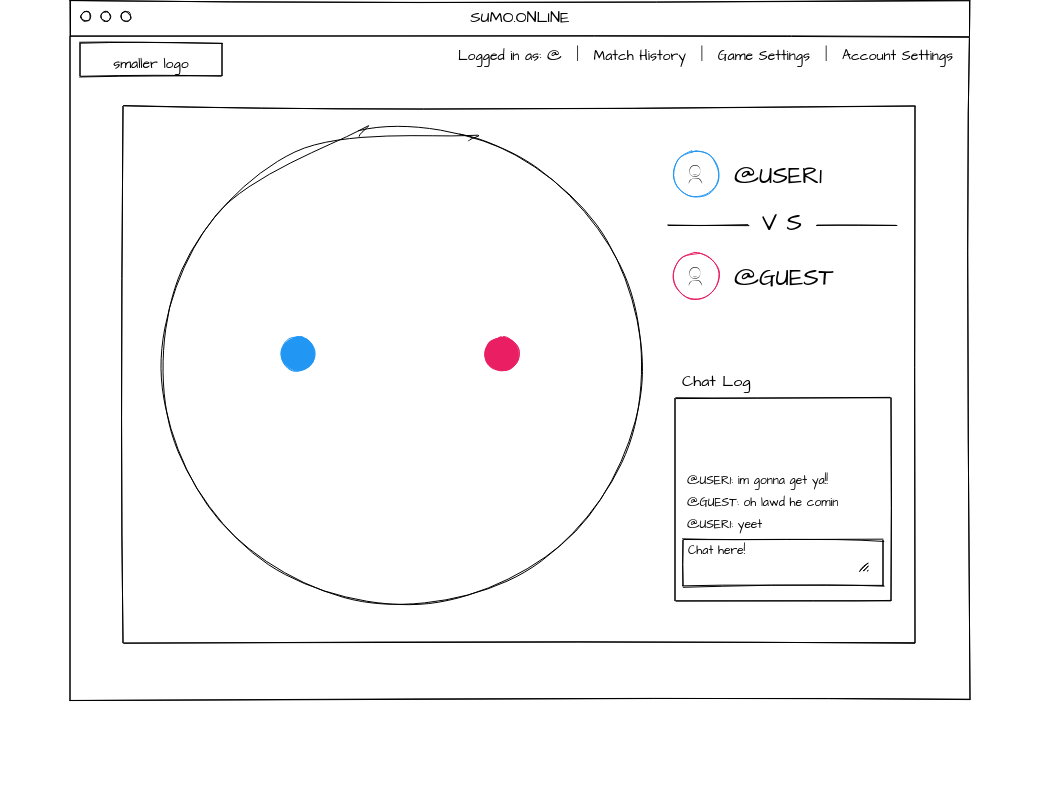 SUMO.ONLINE
smaller logo
Logged in as: @ | Match History | Game Settings | Account Settings
@USER1
VS
@GUEST
Chat Log
@USER1: im gonna get ya!!
@GUEST: oh lawd he comin
@USER1: yeet
Chat here!